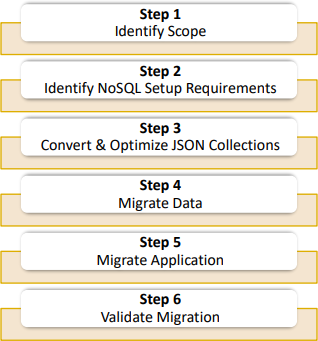 Step 1
Identify Scope
Step 2
Identify NoSQL Setup Requirements
Step 3
Convert & Optimize JSON Collections
Step 4
Migrate Data
Step 5
Migrate Application
Step 6
Validate Migration